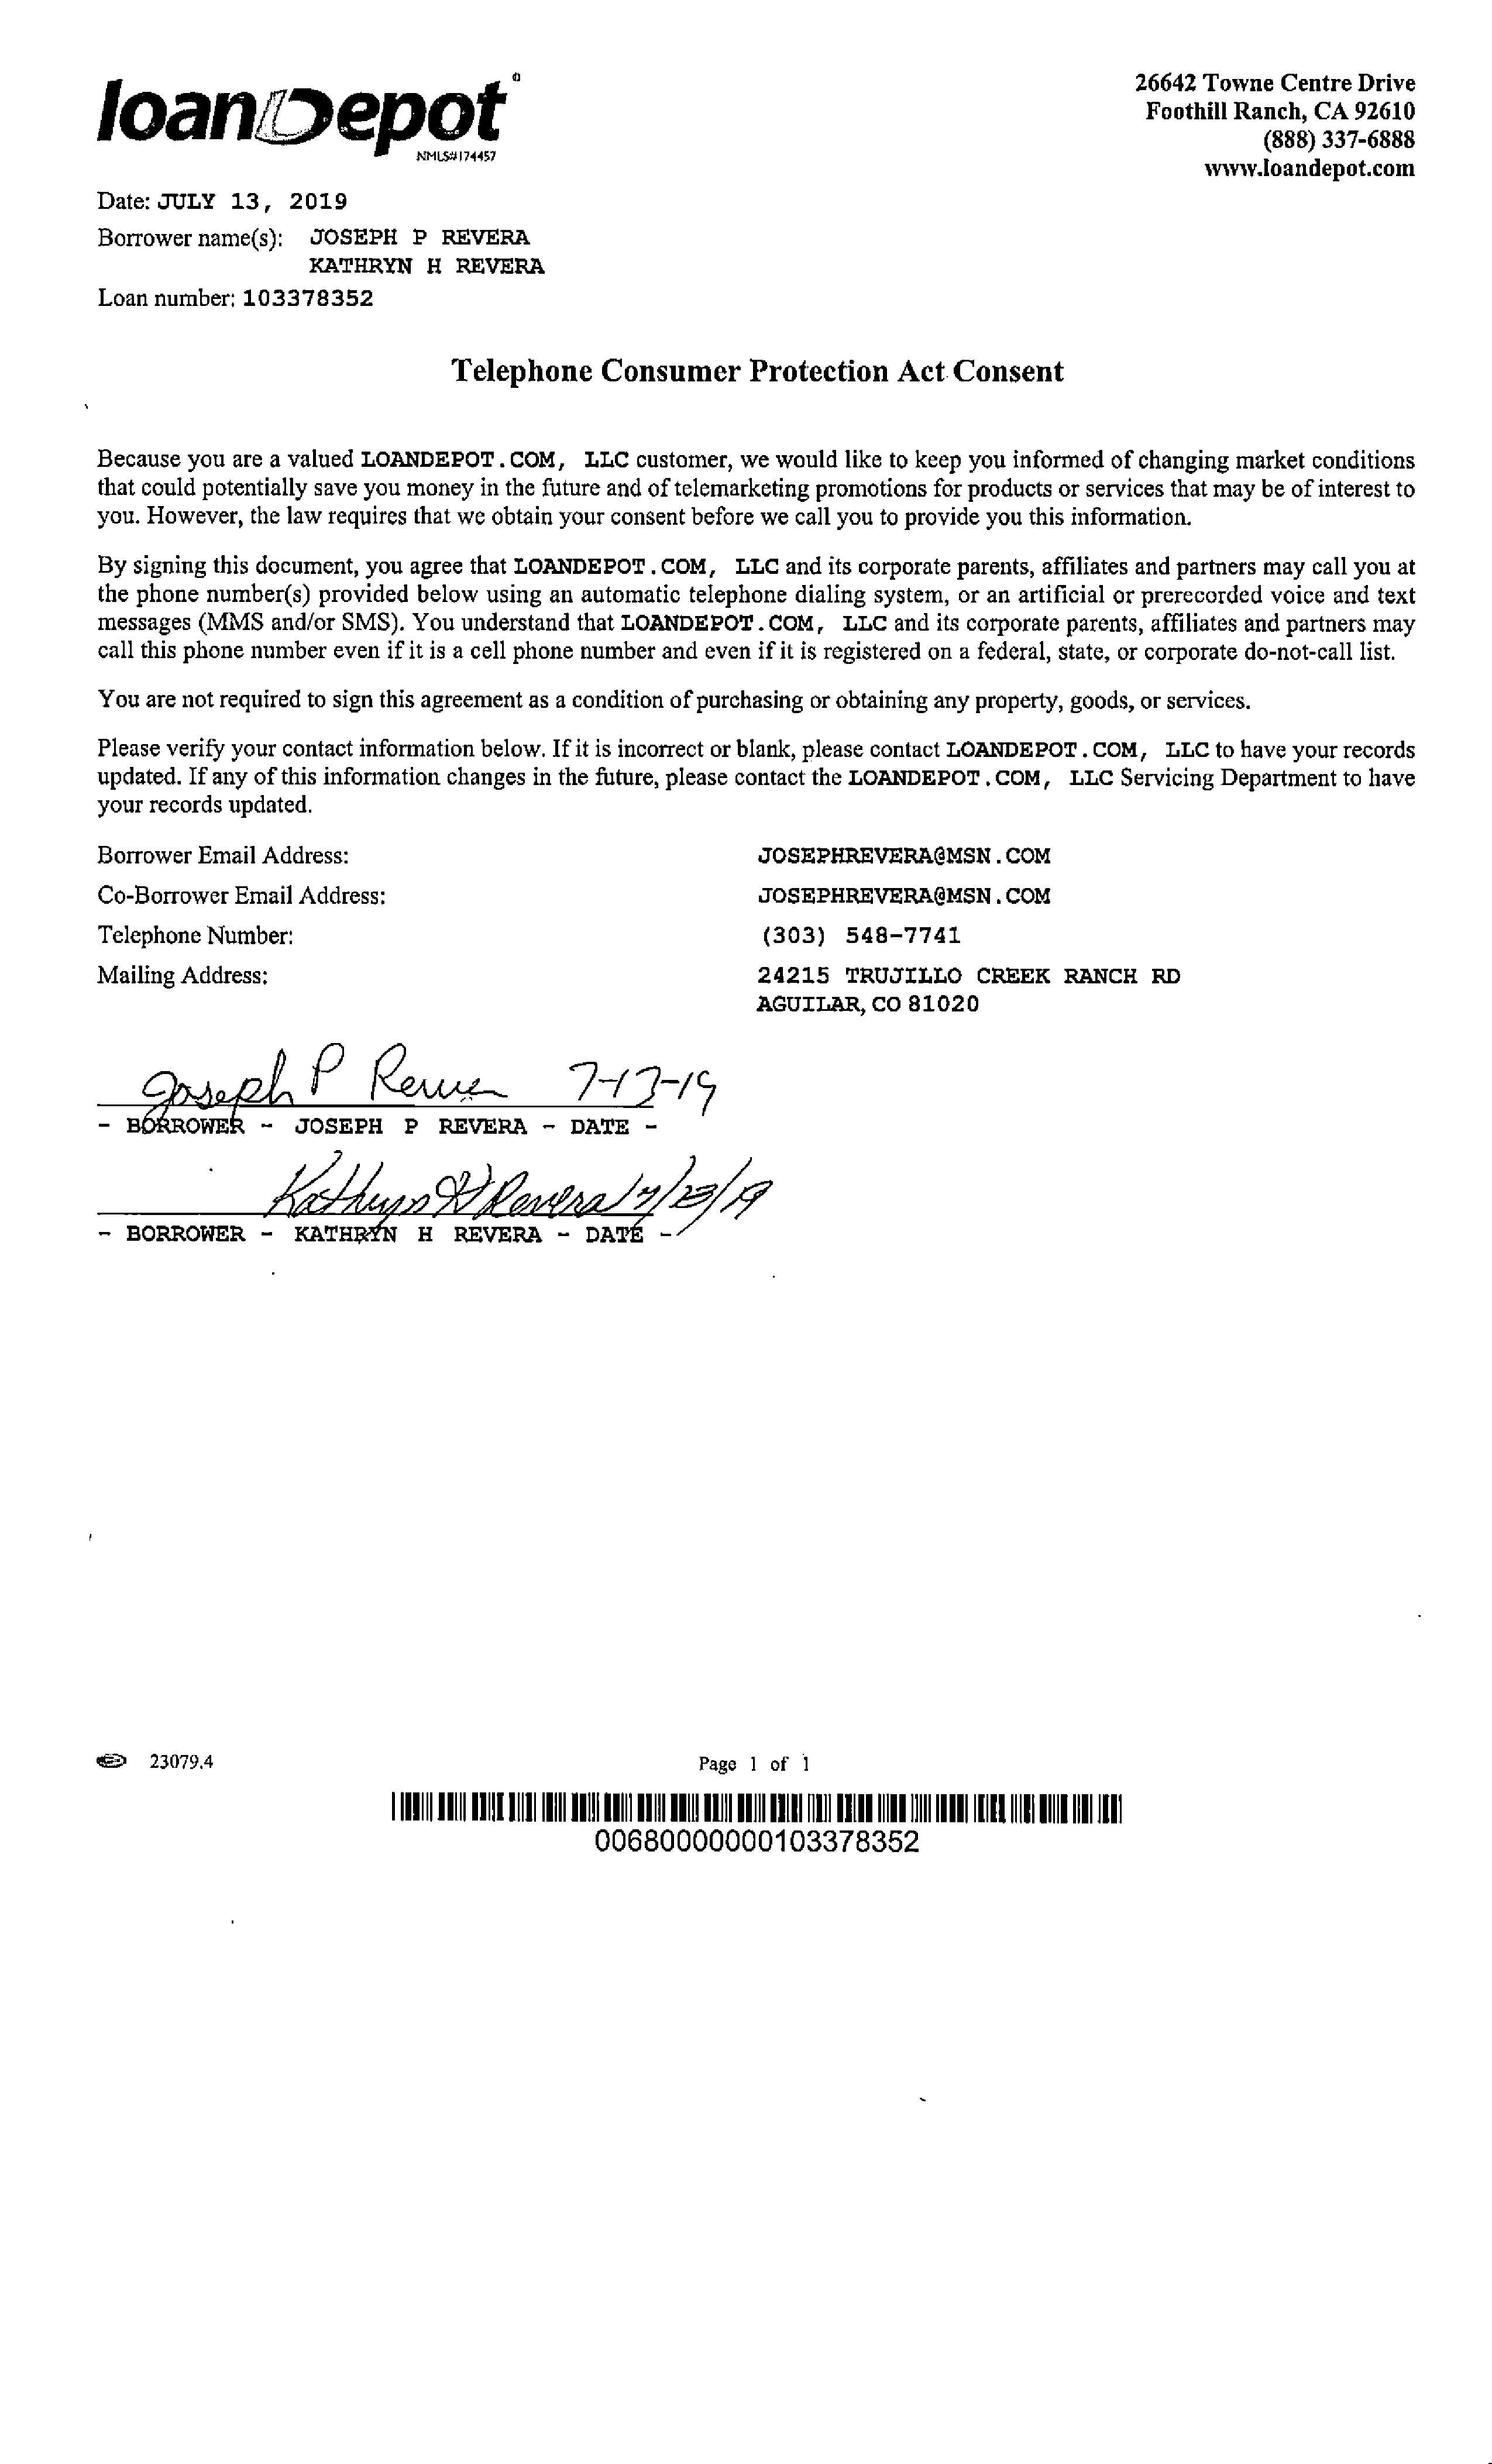 loanDepot®
NMLS#174457
26642 Towne Centre Drive
Foothill Ranch, CA 92610
(888) 337-6888
www.loandepot.com
Date: JULY 13, 2019
Borrower name(s): JOSEPH P REVERA
KATHRYN H REVERA
Loan number: 103378352
Telephone Consumer Protection Act Consent
Because you are a valued LOANDEPOT.COM, LLC customer, we would like to keep you informed of changing market conditions
that could potentially save you money in the future and of telemarketing promotions for products or services that may be of interest to
you. However, the law requires that we obtain your consent before we call you to provide you this information.
By signing this document, you agree that LOANDEPOT.COM, LLC and its corporate parents, affiliates and partners may call you at
the phone number(s) provided below using an automatic telephone dialing system, or an artificial or prerecorded voice and text
messages (MMS and/or SMS). You understand that LOANDEPOT.COM, LLC and its corporate parents, affiliates and partners may
call this phone number even if it is a cell phone number and even if it is registered on a federal, state, or corporate do-not-call list.
You are not required to sign this agreement as a condition of purchasing or obtaining any property, goods, or services.
Please verify your contact information below. If it is incorrect or blank, please contact LOANDEPOT.COM, LLC to have your records
updated. If any of this information changes in the future, please contact the LOANDEPOT.COM, LLC Servicing Department to have
your records updated.
Borrower Email Address: JOSEPHREVERA@MSN.COM
Co-Borrower Email Address: JOSEPHREVERA@MSN.COM
Telephone Number: (303) 548-7741
Mailing Address: 24215 TRUJILLO CREEK RANCH RD
AGUILAR, CO 81020
Joseph P Revera
- BORROWER - JOSEPH P REVERA - DATE -
Kathryn H Revera
- BORROWER - KATHRYN H REVERA - DATE -
23079.4
Page 1 of 1
00680000000103378352